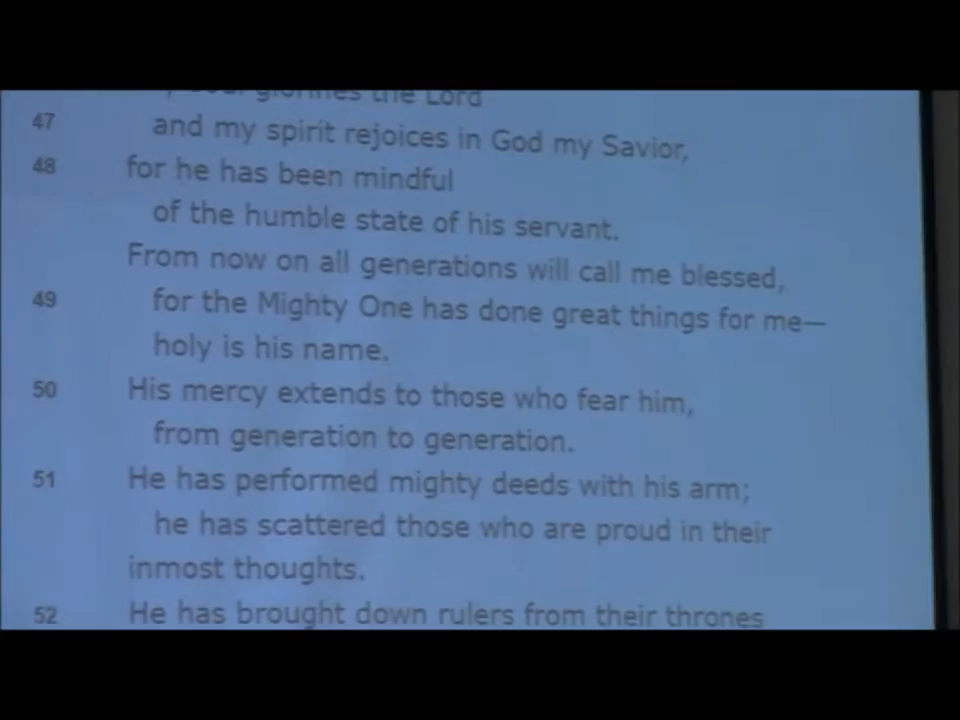 glorifies the Lord
47 and my spirit rejoices in God my Savior,
48 for he has been mindful
of the humble state of his servant.
From now on all generations will call me blessed,
49 for the Mighty One has done great things for me—
holy is his name.
50 His mercy extends to those who fear him,
from generation to generation.
51 He has performed mighty deeds with his arm;
he has scattered those who are proud in their
inmost thoughts.
52 He has brought down rulers from their thrones